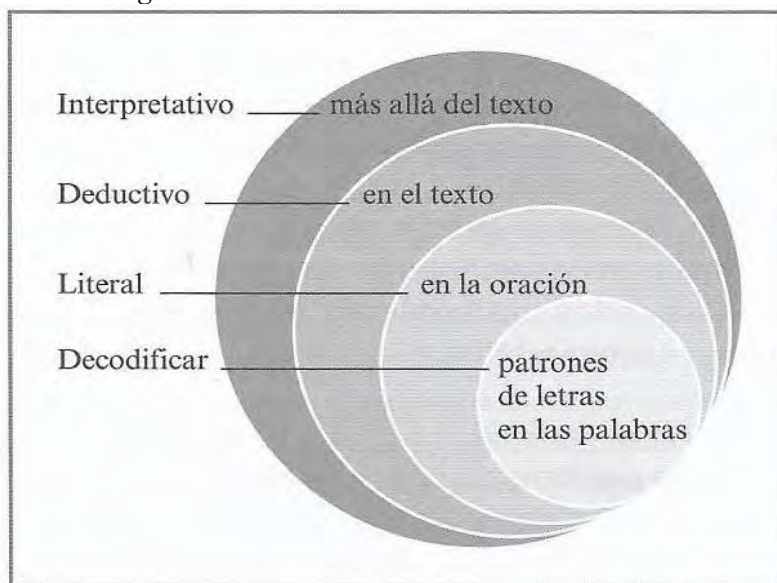 Interpretativo más allá del texto
Deductivo en el texto
Literal en la oración
Decodificar patrones
de letras
en las palabras